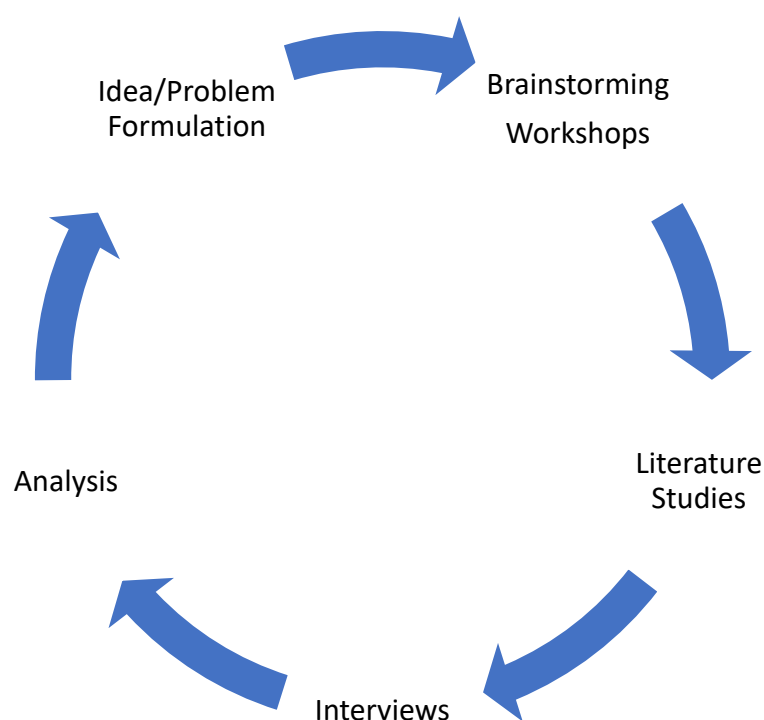 Idea/Problem
Formulation
Brainstorming
Workshops
Literature
Studies
Interviews
Analysis